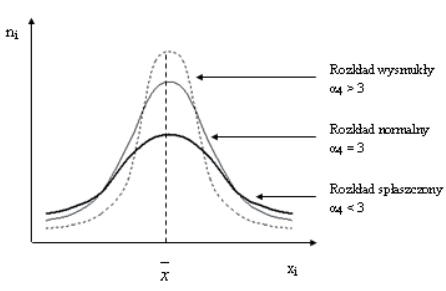 nᵢ
Rozkład wysmukły
α₄ > 3
Rozkład normalny
α₄ = 3
Rozkład spłaszczony
α₄ < 3
x̅
xᵢ